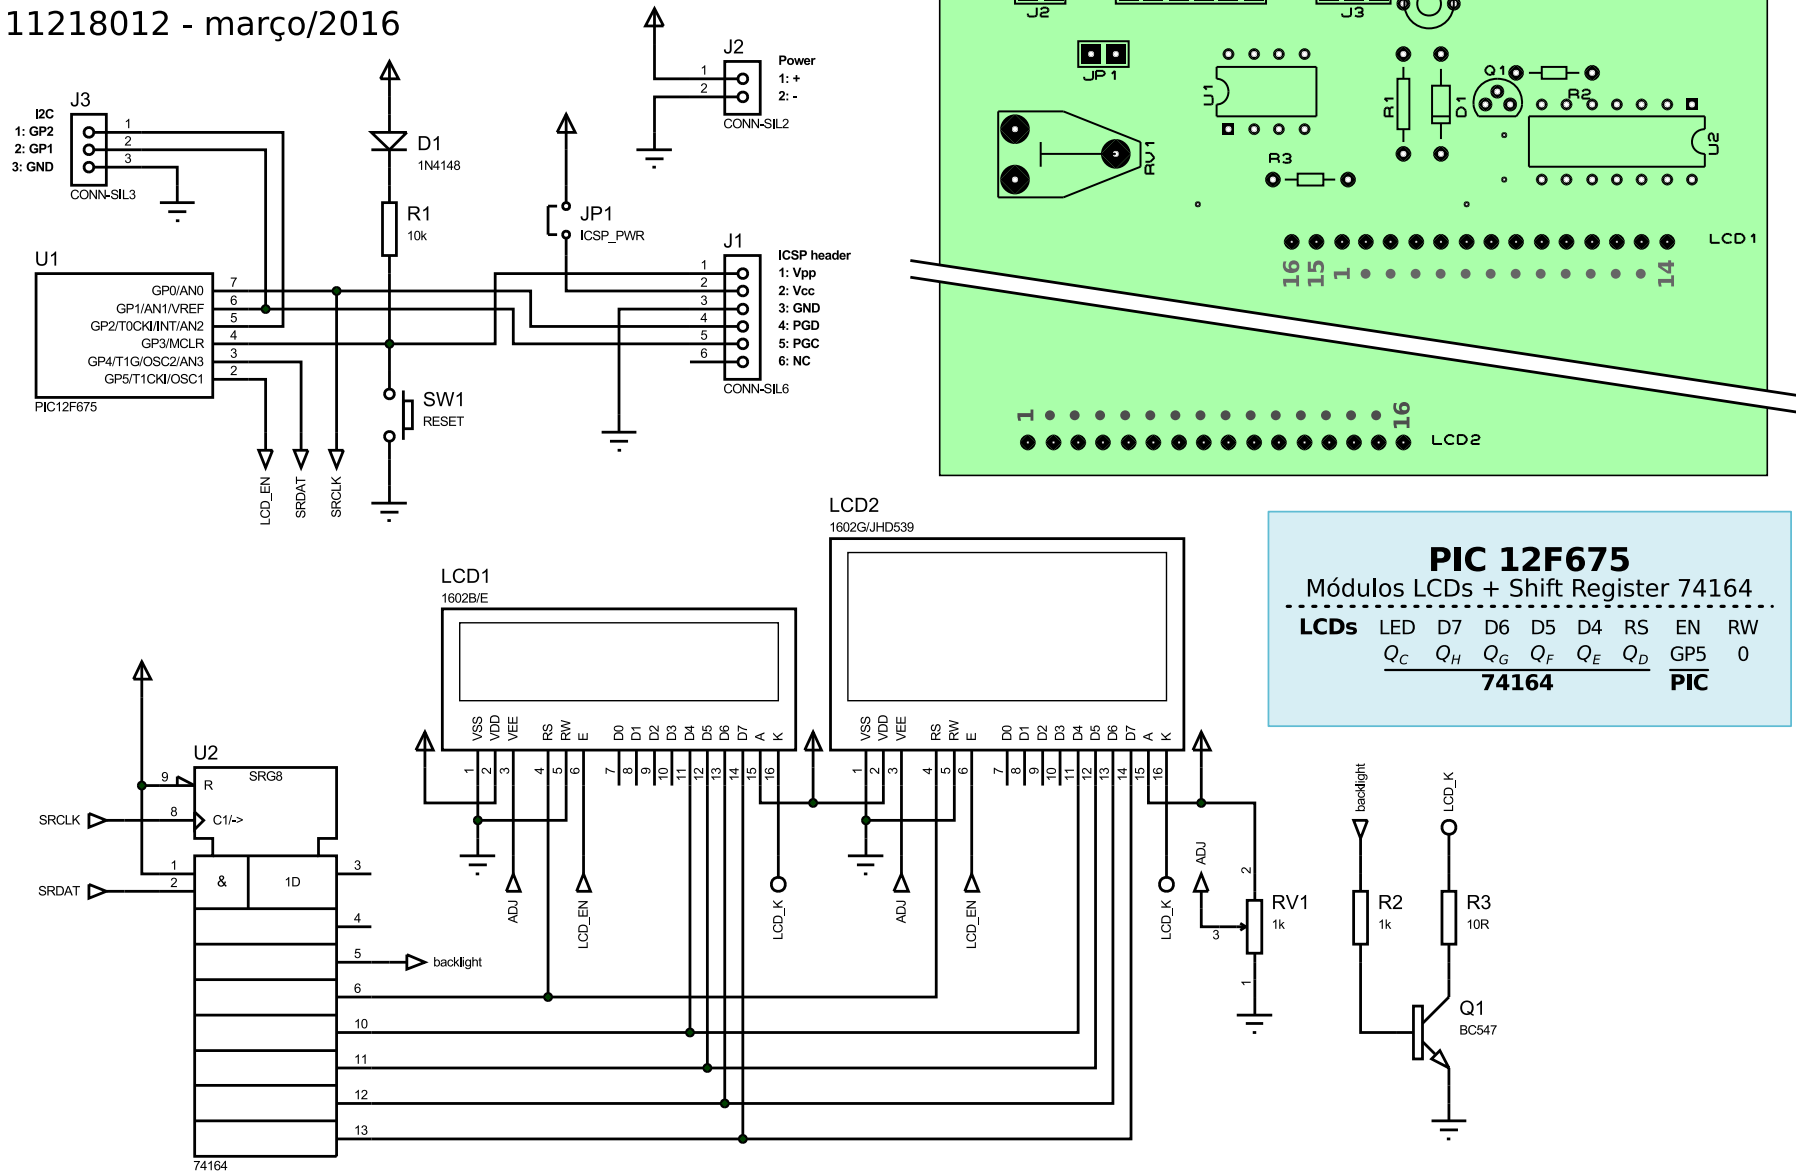 11218012 - março/2016
J3
I2C
1: GP2
2: GP1
3: GND
1
2
3
CONN-SIL3
D1
1N4148
R1
10k
J2
Power
1: +
2: -
1
2
CONN-SIL2
JP1
ICSP_PWR
J1
ICSP header
1: Vpp
2: Vcc
3: GND
4: PGD
5: PGC
6: NC
1
2
3
4
5
6
CONN-SIL6
U1
GP0/AN0
GP1/AN1/VREF
GP2/T0CKI/INT/AN2
GP3/MCLR
GP4/T1G/OSC2/AN3
GP5/T1CKI/OSC1
7
6
5
4
3
2
PIC12F675
SW1
RESET
LCD_EN
SRDAT
SRCLK
J2
J3
JP1
U1
R1
D1
Q1
R2
U2
RV1
R3
LCD1
16 15 1 14
1 16
LCD2
PIC 12F675
Módulos LCDs + Shift Register 74164
LCDs LED D7 D6 D5 D4 RS EN RW
QC QH QG QF QE QD GP5 0
74164 PIC
LCD1
1602B/E
VSS VDD VEE RS RW E D0 D1 D2 D3 D4 D5 D6 D7 A K
1 2 3 4 5 6 7 8 9 10 11 12 13 14 15 16
ADJ
LCD_EN
LCD_K
LCD2
1602G/JHD539
VSS VDD VEE RS RW E D0 D1 D2 D3 D4 D5 D6 D7 A K
1 2 3 4 5 6 7 8 9 10 11 12 13 14 15 16
ADJ
LCD_EN
LCD_K
U2
SRG8
9
R
SRCLK
8
C1/->
SRDAT
1
2
&
1D
3
4
5
backlight
6
10
11
12
13
74164
ADJ
2
3
1
RV1
1k
backlight
R2
1k
LCD_K
R3
10R
Q1
BC547